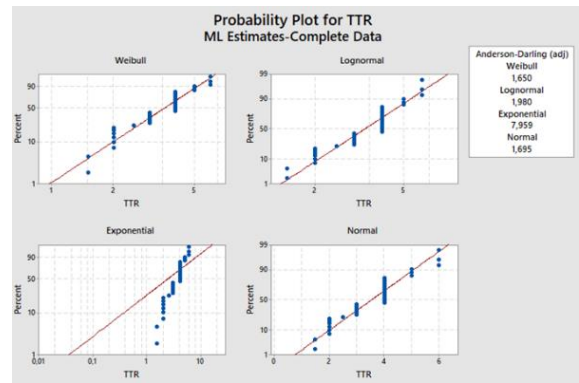 Probability Plot for TTR
ML Estimates-Complete Data
Weibull
Lognormal
Percent
90
50
10
1
1
2
5
TTR
Percent
99
90
50
10
1
2
5
TTR
Anderson-Darling (adj)
Weibull
1,650
Lognormal
1,980
Exponential
7,959
Normal
1,695
Exponential
Normal
Percent
90
50
10
1
0,01
0,1
1
10
TTR
Percent
99
90
50
10
1
0
2
4
6
TTR